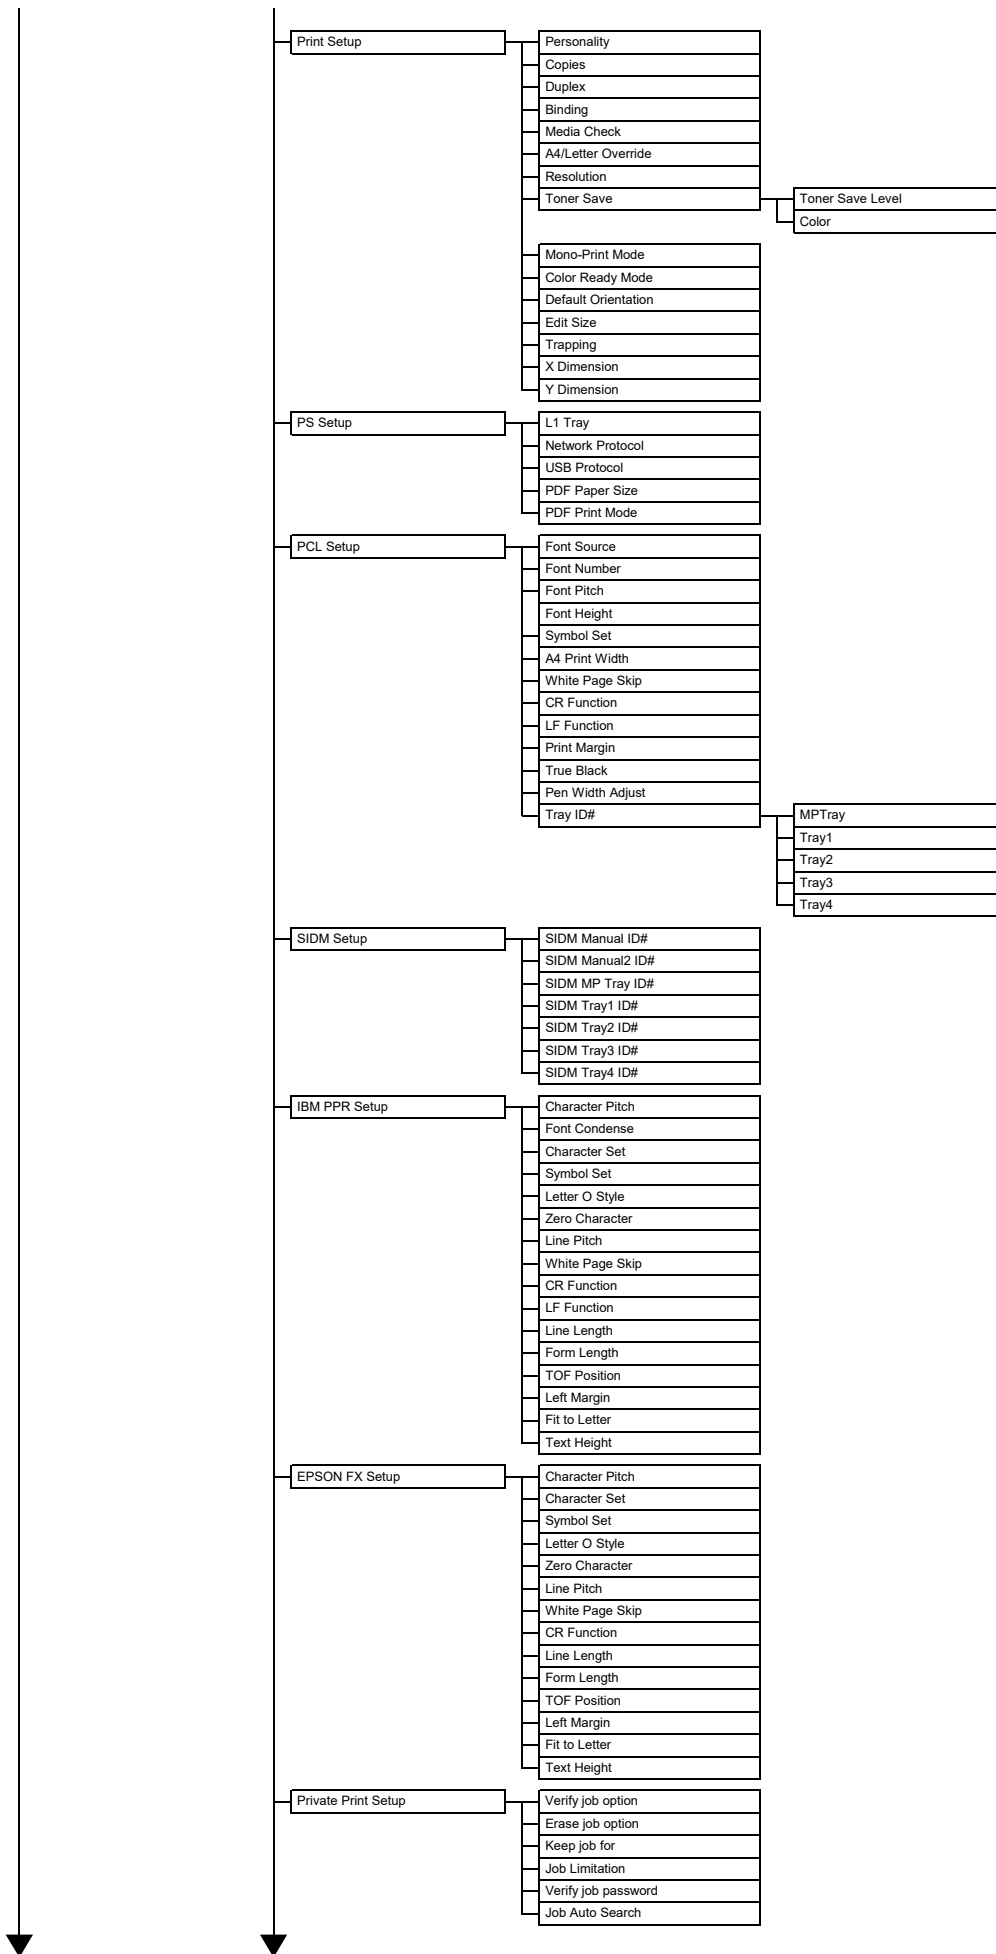 Print Setup
Personality
Copies
Duplex
Binding
Media Check
A4/Letter Override
Resolution
Toner Save
Toner Save Level
Color
Mono-Print Mode
Color Ready Mode
Default Orientation
Edit Size
Trapping
X Dimension
Y Dimension
PS Setup
L1 Tray
Network Protocol
USB Protocol
PDF Paper Size
PDF Print Mode
PCL Setup
Font Source
Font Number
Font Pitch
Font Height
Symbol Set
A4 Print Width
White Page Skip
CR Function
LF Function
Print Margin
True Black
Pen Width Adjust
Tray ID#
MPTray
Tray1
Tray2
Tray3
Tray4
SIDM Setup
SIDM Manual ID#
SIDM Manual2 ID#
SIDM MP Tray ID#
SIDM Tray1 ID#
SIDM Tray2 ID#
SIDM Tray3 ID#
SIDM Tray4 ID#
IBM PPR Setup
Character Pitch
Font Condense
Character Set
Symbol Set
Letter O Style
Zero Character
Line Pitch
White Page Skip
CR Function
LF Function
Line Length
Form Length
TOF Position
Left Margin
Fit to Letter
Text Height
EPSON FX Setup
Character Pitch
Character Set
Symbol Set
Letter O Style
Zero Character
Line Pitch
White Page Skip
CR Function
Line Length
Form Length
TOF Position
Left Margin
Fit to Letter
Text Height
Private Print Setup
Verify job option
Erase job option
Keep job for
Job Limitation
Verify job password
Job Auto Search